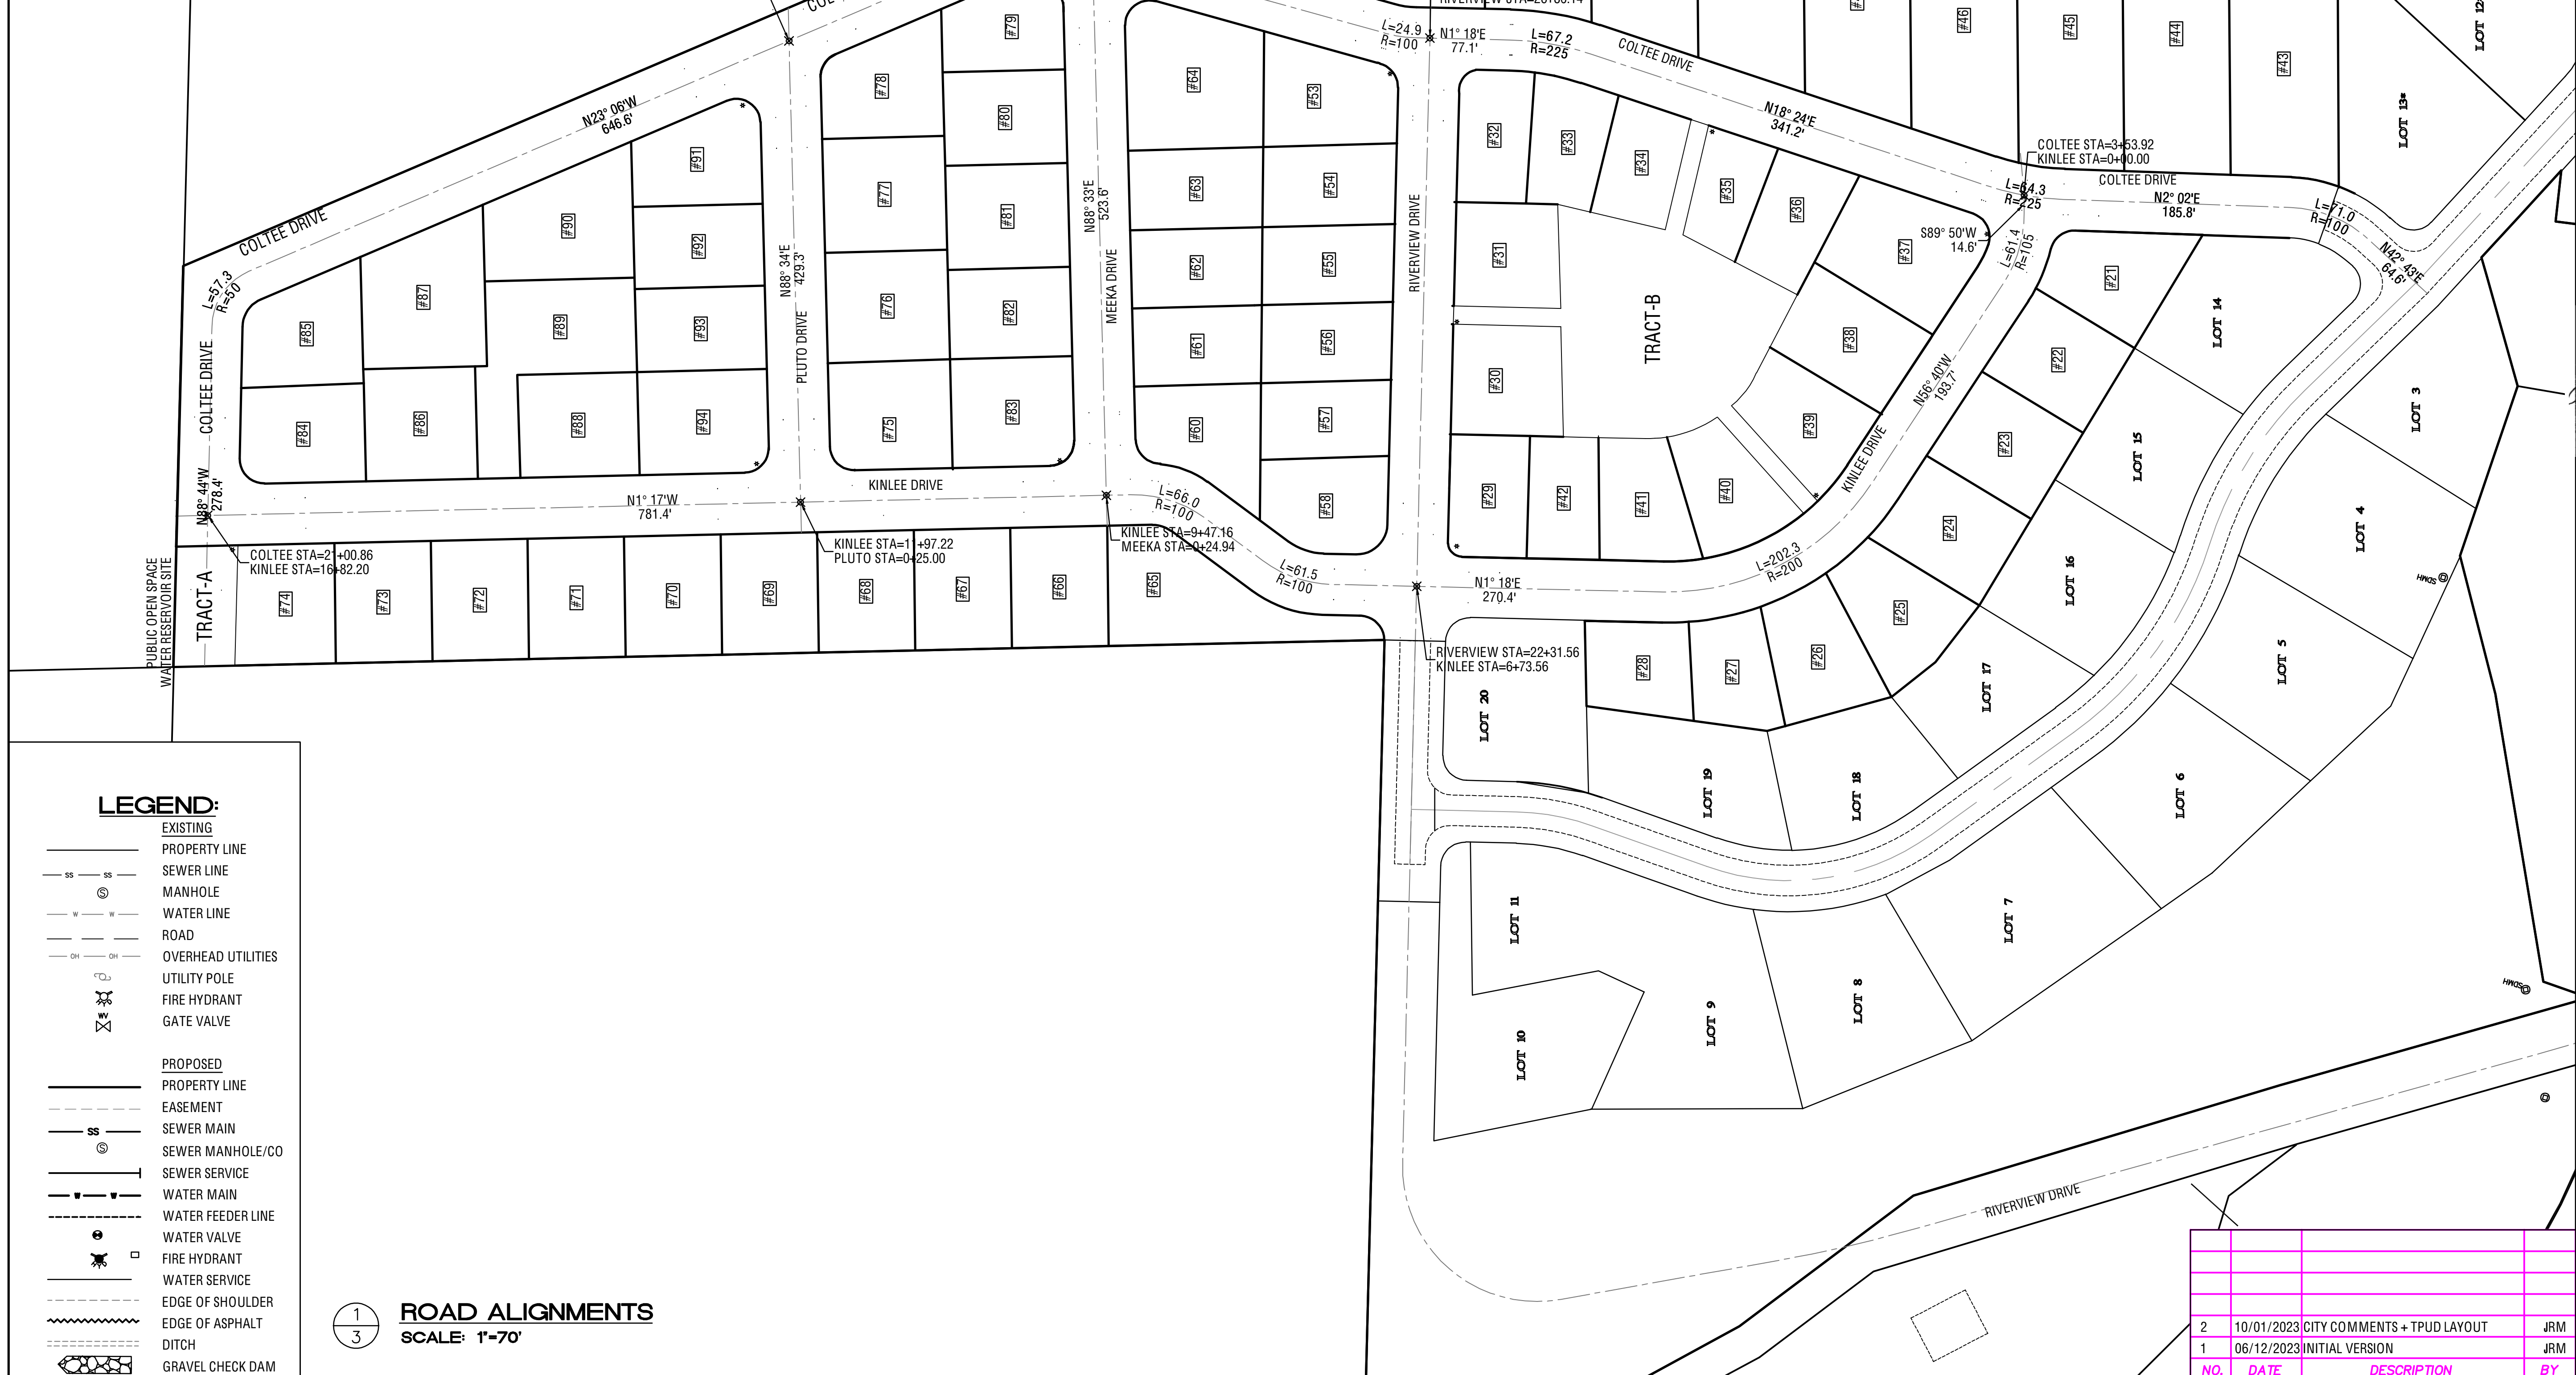 RIVERVIEW STA=26+60.14
L=24.9
R=100
N1° 18'E
77.1'
L=67.2
R=225
COLTEE DRIVE
N18° 24'E
341.2'
#79
#78
#80
#64
#53
#46
#45
#44
#43
LOT 12
LOT 13*
N23° 06'W
646.6'
#91
#77
#81
#63
#54
#32
#33
#34
#35
#36
#37
COLTEE STA=3+53.92
KINLEE STA=0+00.00
L=64.3
R=225
COLTEE DRIVE
N2° 02'E
185.8'
L=71.0
R=100
N42° 43'E
64.6'
S89° 50'W
14.6'
L=61.4
R=105
COLTEE DRIVE
#90
#92
N88° 34'E
429.3'
PLUTO DRIVE
N88° 33'E
523.6'
MEEKA DRIVE
RIVERVIEW DRIVE
#62
#55
#31
#21
LOT 14
L=57.3
R=50
#85
#87
#89
#93
#76
#82
#61
#56
TRACT-B
#38
#22
N56° 40'W
193.7'
COLTEE DRIVE
#84
#86
#88
#94
#75
#83
#60
#57
#30
#39
#23
LOT 15
LOT 3
KINLEE DRIVE
N88° 44'W
278.4'
N1° 17'W
781.4'
KINLEE DRIVE
L=66.0
R=100
#58
#29
#42
#41
#40
#24
LOT 4
COLTEE STA=21+00.86
KINLEE STA=16+82.20
KINLEE STA=11+97.22
PLUTO STA=0+25.00
KINLEE STA=9+47.16
MEEKA STA=0+24.94
L=61.5
R=100
N1° 18'E
270.4'
L=202.3
R=200
LOT 16
SDMH
PUBLIC OPEN SPACE
WATER RESERVOIR SITE
TRACT-A
#74
#73
#72
#71
#70
#69
#68
#67
#66
#65
#25
RIVERVIEW STA=22+31.56
KINLEE STA=6+73.56
#28
#27
#26
LOT 17
LOT 5
LOT 20
LOT 19
LOT 18
LOT 6
LOT 11
LOT 7
LOT 10
LOT 9
LOT 8
SDMH
RIVERVIEW DRIVE
LEGEND:
EXISTING
PROPERTY LINE
SS SS SEWER LINE
S MANHOLE
W W WATER LINE
ROAD
OH OH OVERHEAD UTILITIES
UTILITY POLE
FIRE HYDRANT
WV GATE VALVE
PROPOSED
PROPERTY LINE
EASEMENT
SS SEWER MAIN
S SEWER MANHOLE/CO
SEWER SERVICE
W W WATER MAIN
WATER FEEDER LINE
WATER VALVE
FIRE HYDRANT
WATER SERVICE
EDGE OF SHOULDER
EDGE OF ASPHALT
DITCH
GRAVEL CHECK DAM
1
3
ROAD ALIGNMENTS
SCALE: 1"=70'
2 10/01/2023 CITY COMMENTS + TPUD LAYOUT JRM
1 06/12/2023 INITIAL VERSION JRM
NO. DATE DESCRIPTION BY